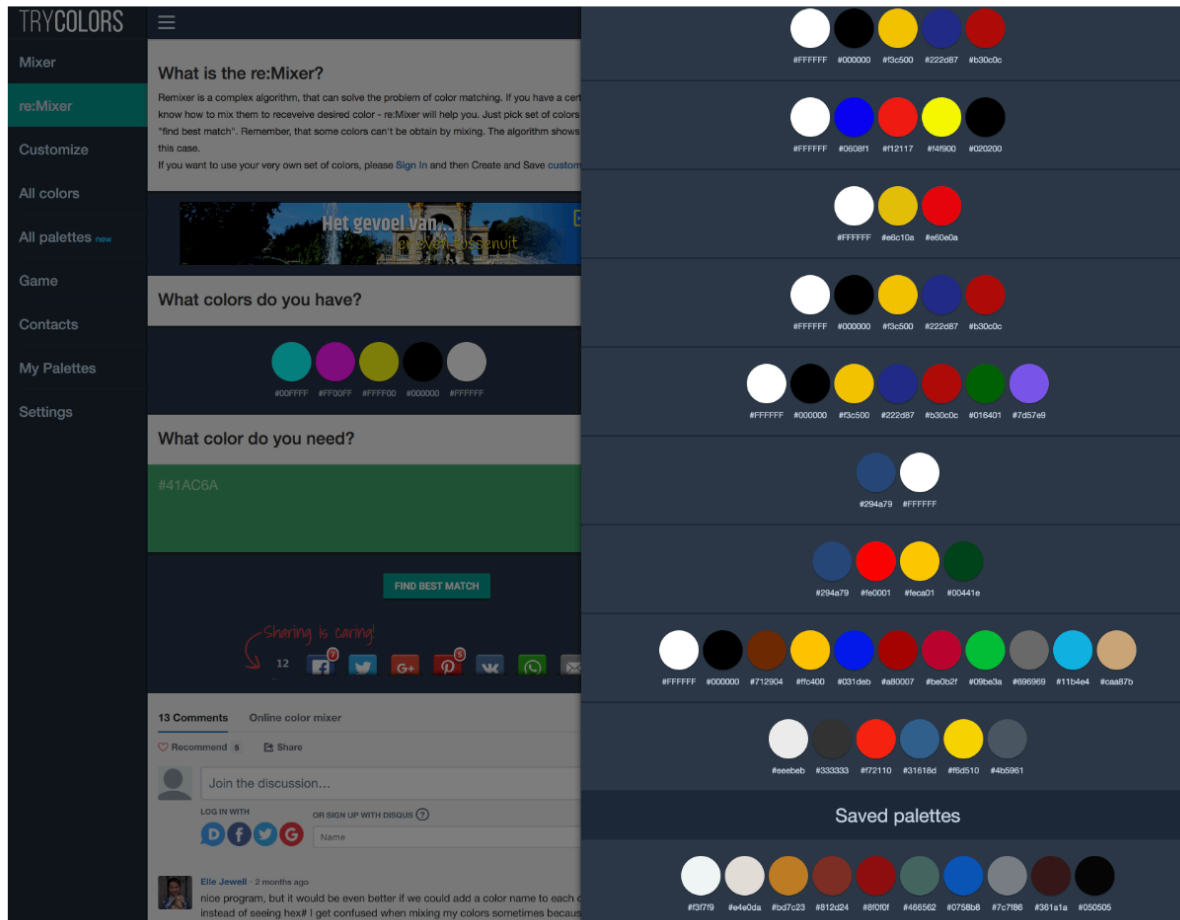 TRYCOLORS
Mixer
re:Mixer
Customize
All colors
All palettes new
Game
Contacts
My Palettes
Settings
What is the re:Mixer?
Remixer is a complex algorithm, that can solve the problem of color matching. If you have a cert
know how to mix them to receveive desired color - re:Mixer will help you. Just pick set of colors
"find best match". Remember, that some colors can't be obtain by mixing. The algorithm shows
this case.
If you want to use your very own set of colors, please Sign In and then Create and Save custom
Het gevoel van...
What colors do you have?
#00FFFF #FF00FF #FFFF00 #000000 #FFFFFF
What color do you need?
#41AC6A
FIND BEST MATCH
Sharing is caring!
12
7
5
13 Comments Online color mixer
Recommend 5 Share
Join the discussion...
LOG IN WITH
OR SIGN UP WITH DISQUS ?
Name
Elle Jewell · 2 months ago
nice program, but it would be even better if we could add a color name to each c
instead of seeing hex# I get confused when mixing my colors sometimes becaus
#FFFFFF #000000 #f3c500 #222d87 #b30c0c
#FFFFFF #0608f1 #f12117 #f4f900 #020200
#FFFFFF #e6c10a #e60e0a
#FFFFFF #000000 #f3c500 #222d87 #b30c0c
#FFFFFF #000000 #f3c500 #222d87 #b30c0c #016401 #7d57e9
#294a79 #FFFFFF
#294a79 #fe0001 #feca01 #00441e
#FFFFFF #000000 #712904 #ffc400 #031deb #a80007 #be0b2f #09be3a #696969 #11b4e4 #caa87b
#eeebeb #333333 #f72110 #31618d #f6d510 #4b5961
Saved palettes
#f3f7f9 #e4e0da #bd7c23 #812d24 #8f0f0f #466562 #0758b8 #7c7f86 #361a1a #050505